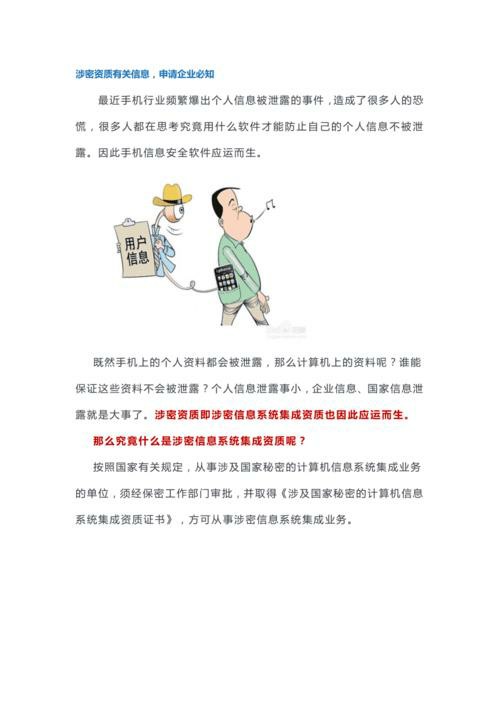 涉密资质有关信息，申请企业必知
最近手机行业频繁爆出个人信息被泄露的事件，造成了很多人的恐
慌，很多人都在思考究竟用什么软件才能防止自己的个人信息不被泄
露。因此手机信息安全软件应运而生。
用户
信息
既然手机上的个人资料都会被泄露，那么计算机上的资料呢？谁能
保证这些资料不会被泄露？个人信息泄露事小，企业信息、国家信息泄
露就是大事了。涉密资质即涉密信息系统集成资质也因此应运而生。
那么究竟什么是涉密信息系统集成资质呢？
按照国家有关规定，从事涉及国家秘密的计算机信息系统集成业务
的单位，须经保密工作部门审批，并取得《涉及国家秘密的计算机信息
系统集成资质证书》，方可从事涉密信息系统集成业务。